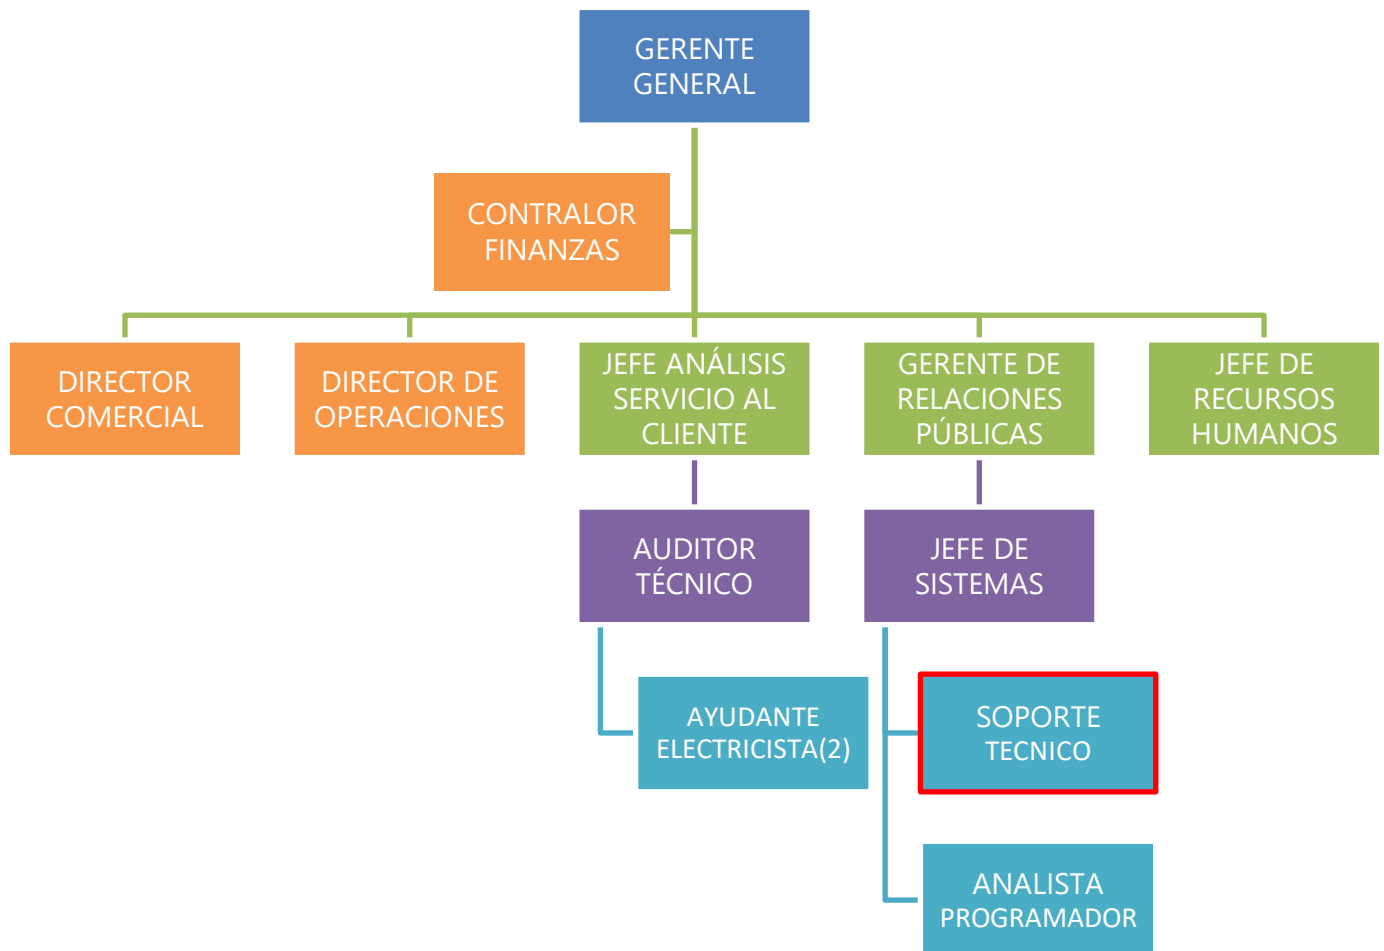 GERENTE
GENERAL
CONTRALOR
FINANZAS
DIRECTOR
COMERCIAL
DIRECTOR DE
OPERACIONES
JEFE ANÁLISIS
SERVICIO AL
CLIENTE
GERENTE DE
RELACIONES
PÚBLICAS
JEFE DE
RECURSOS
HUMANOS
AUDITOR
TÉCNICO
JEFE DE
SISTEMAS
AYUDANTE
ELECTRICISTA(2)
SOPORTE
TECNICO
ANALISTA
PROGRAMADOR